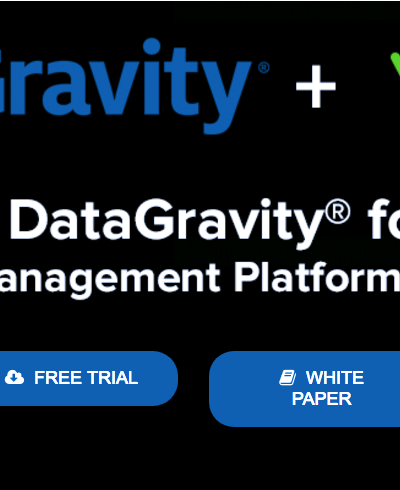 Gravity® +
DataGravity® fo
anagement Platform
FREE TRIAL
WHITE
PAPER